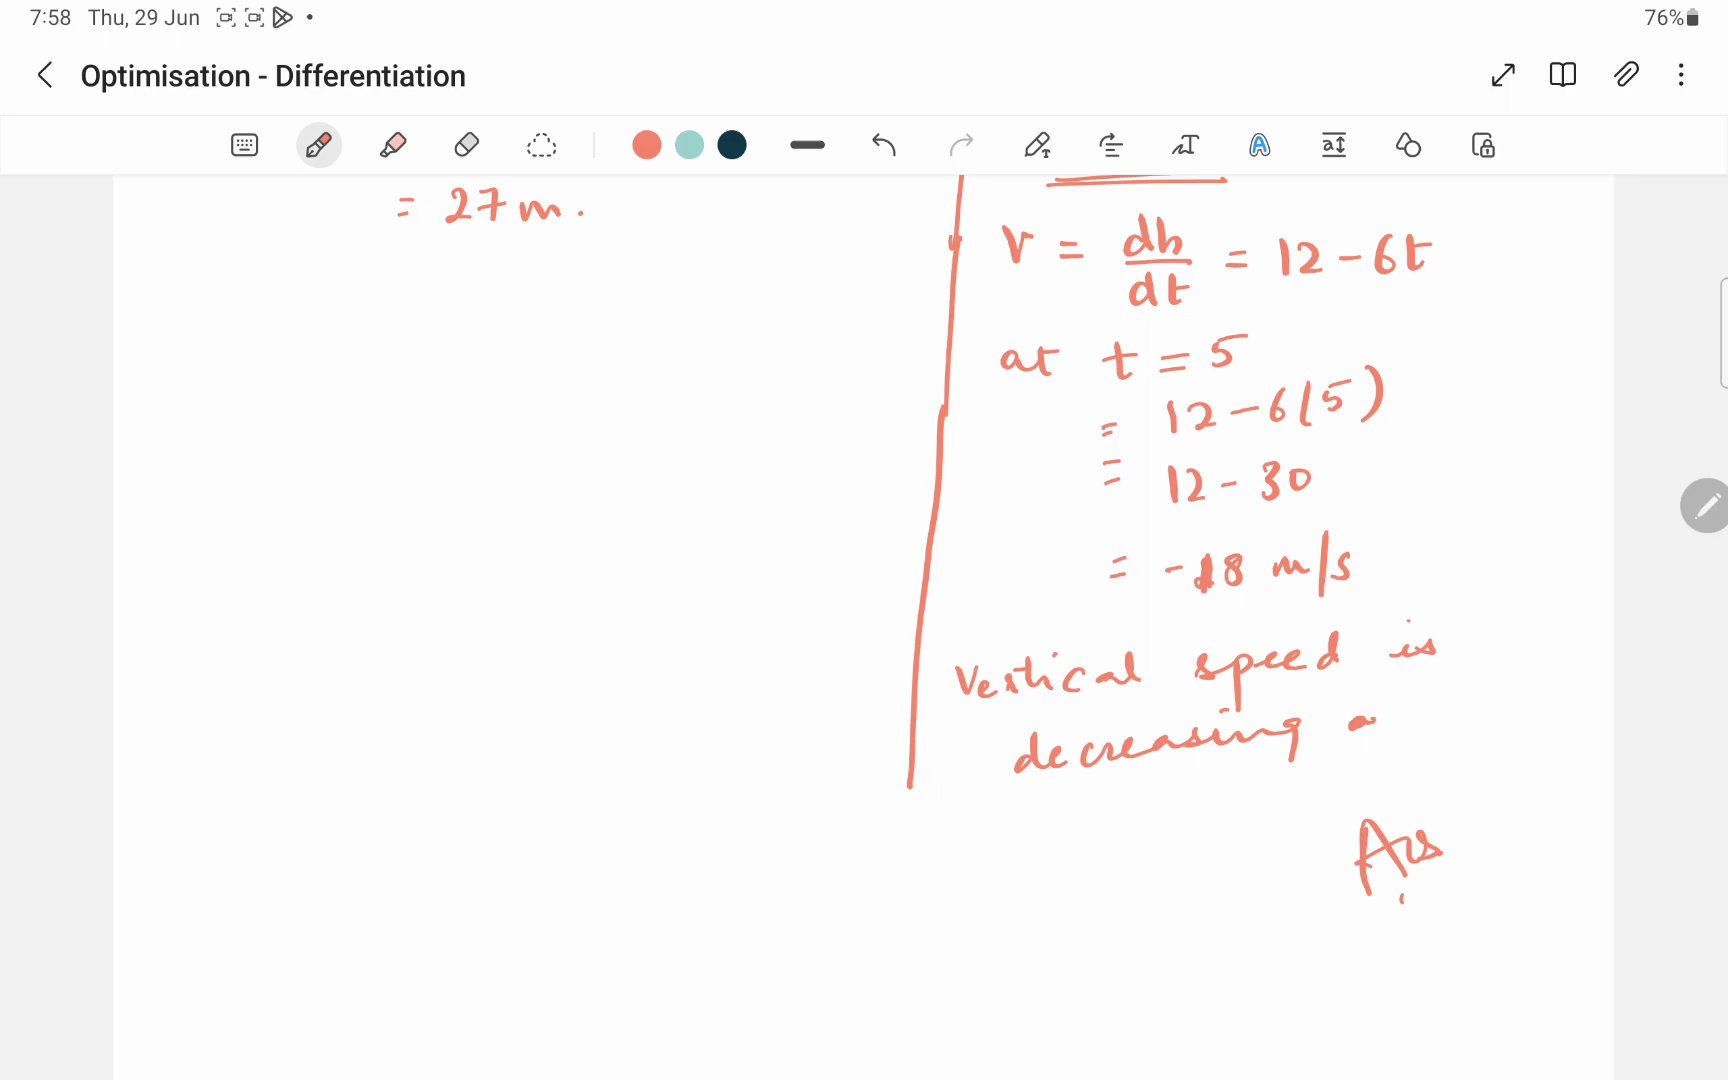 7:58 Thu, 29 Jun 76%
Optimisation - Differentiation
= 27 m.
V = dh/dt = 12 - 6t
at t = 5
= 12 - 6(5)
= 12 - 30
= -18 m/s
Vertical speed is
decreasing
Ans